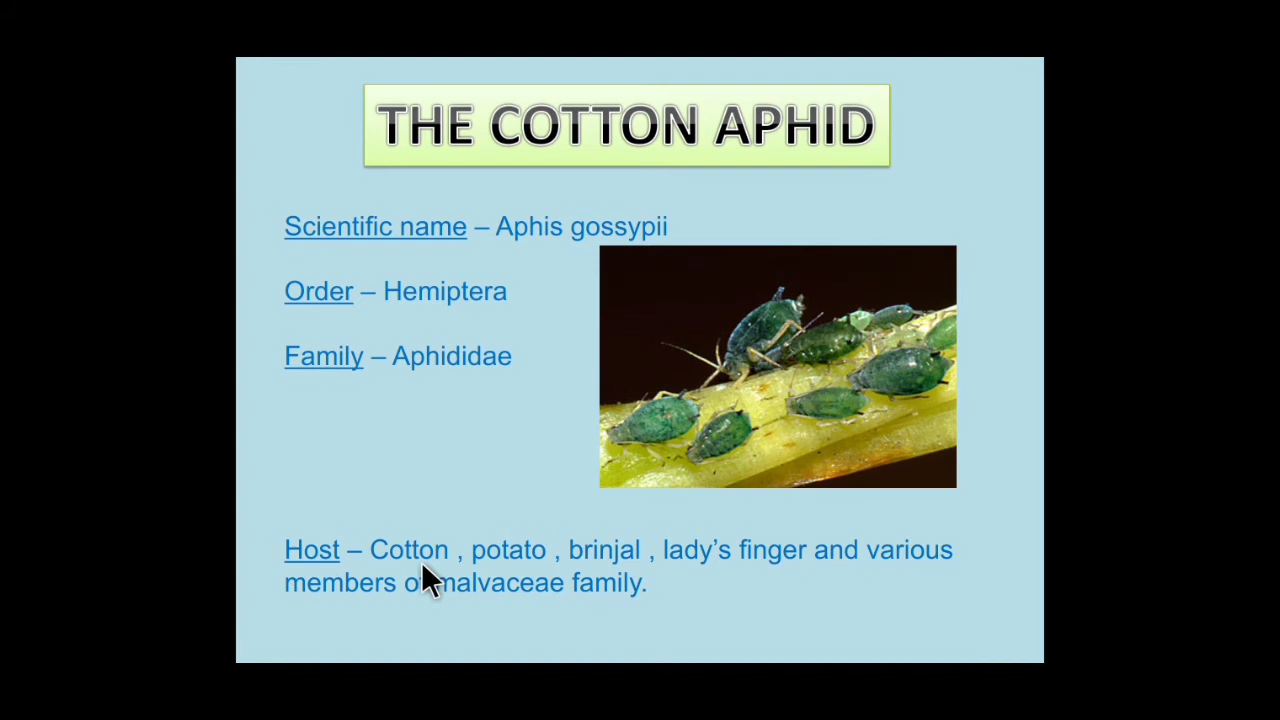 THE COTTON APHID
Scientific name – Aphis gossypii
Order – Hemiptera
Family – Aphididae
Host – Cotton , potato , brinjal , lady’s finger and various
members of malvaceae family.